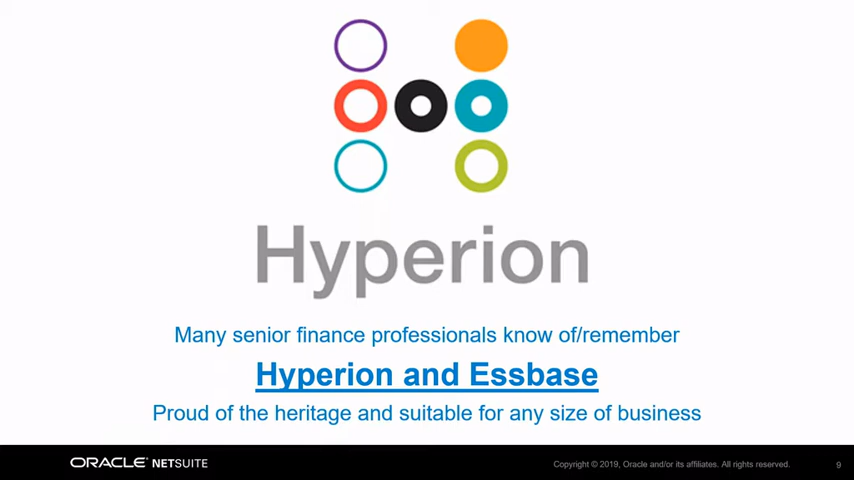 Hyperion
Many senior finance professionals know of/remember
Hyperion and Essbase
Proud of the heritage and suitable for any size of business
ORACLE NETSUITE
Copyright © 2019, Oracle and/or its affiliates. All rights reserved.
9